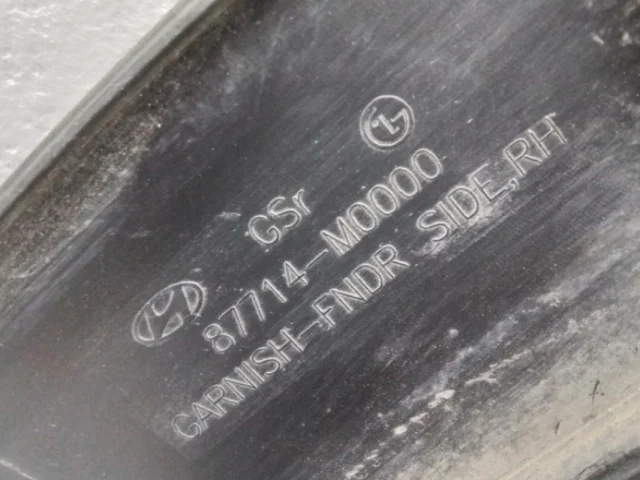 GSr
87714-M0000
GARNISH-FNDR SIDE,RH